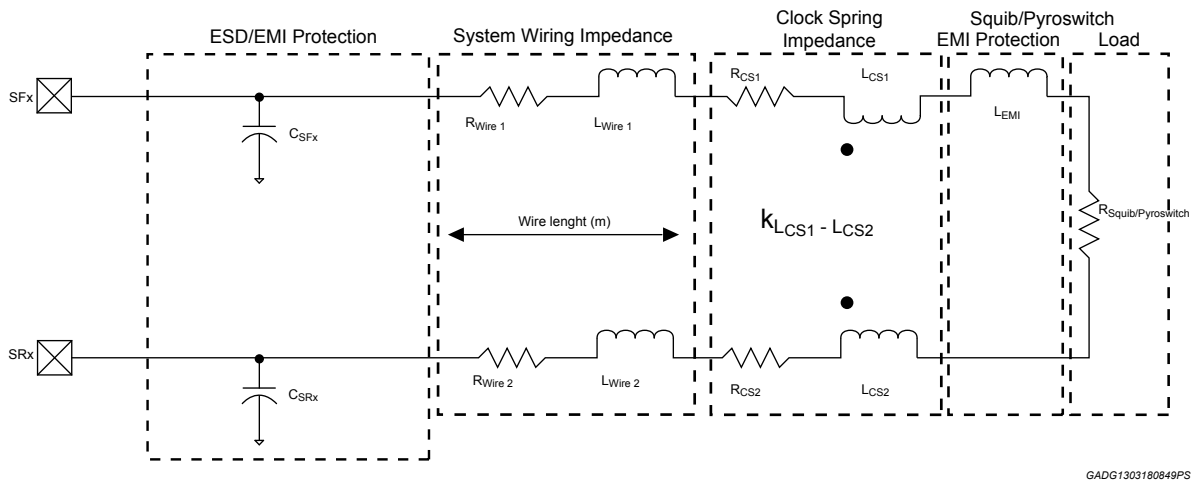 ESD/EMI Protection
System Wiring Impedance
Clock Spring
Impedance
Squib/Pyroswitch
EMI Protection
Load
SFx
CSFx
RWire 1
LWire 1
RCS1
LCS1
LEMI
Wire lenght (m)
kLCS1 - LCS2
RSquib/Pyroswitch
SRx
CSRx
RWire 2
LWire 2
RCS2
LCS2
GADG1303180849PS